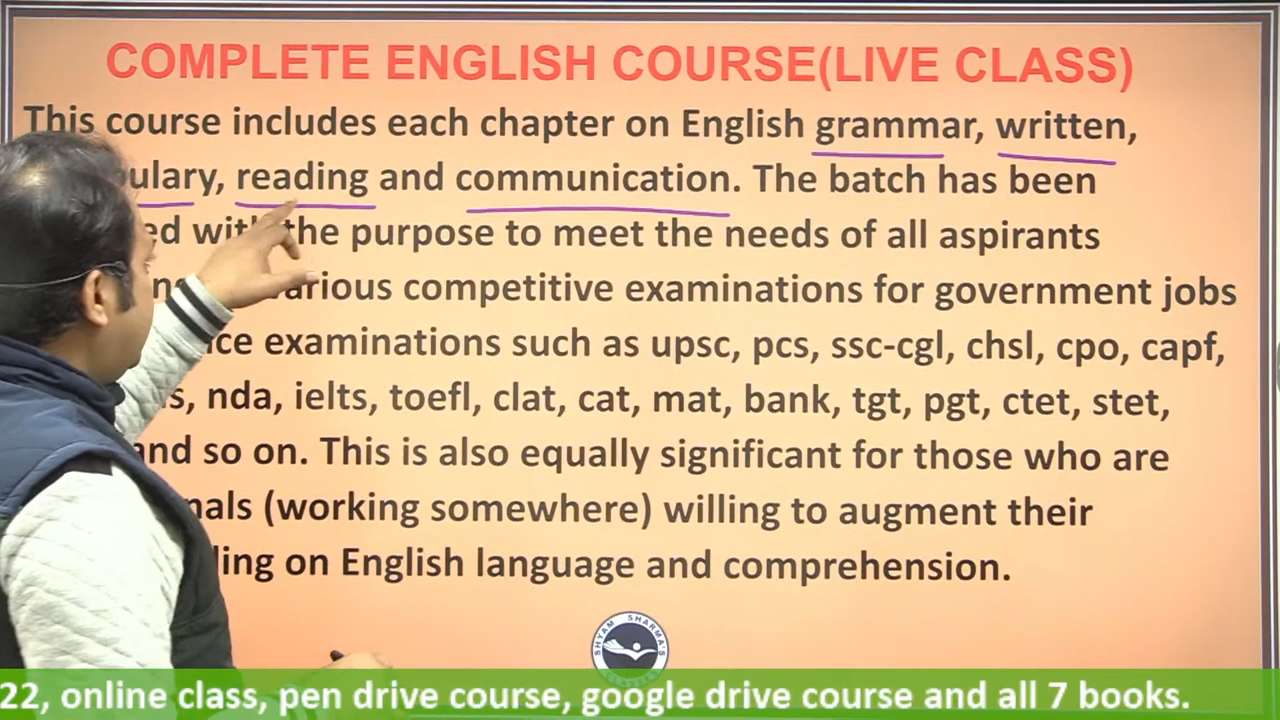 COMPLETE ENGLISH COURSE(LIVE CLASS)
This course includes each chapter on English grammar, written,
bulary, reading and communication. The batch has been
ed with the purpose to meet the needs of all aspirants
various competitive examinations for government jobs
ce examinations such as upsc, pcs, ssc-cgl, chsl, cpo, capf,
s, nda, ielts, toefl, clat, cat, mat, bank, tgt, pgt, ctet, stet,
and so on. This is also equally significant for those who are
nals (working somewhere) willing to augment their
ling on English language and comprehension.
SHYAM SHARMA'S
CLASSES
22, online class, pen drive course, google drive course and all 7 books.